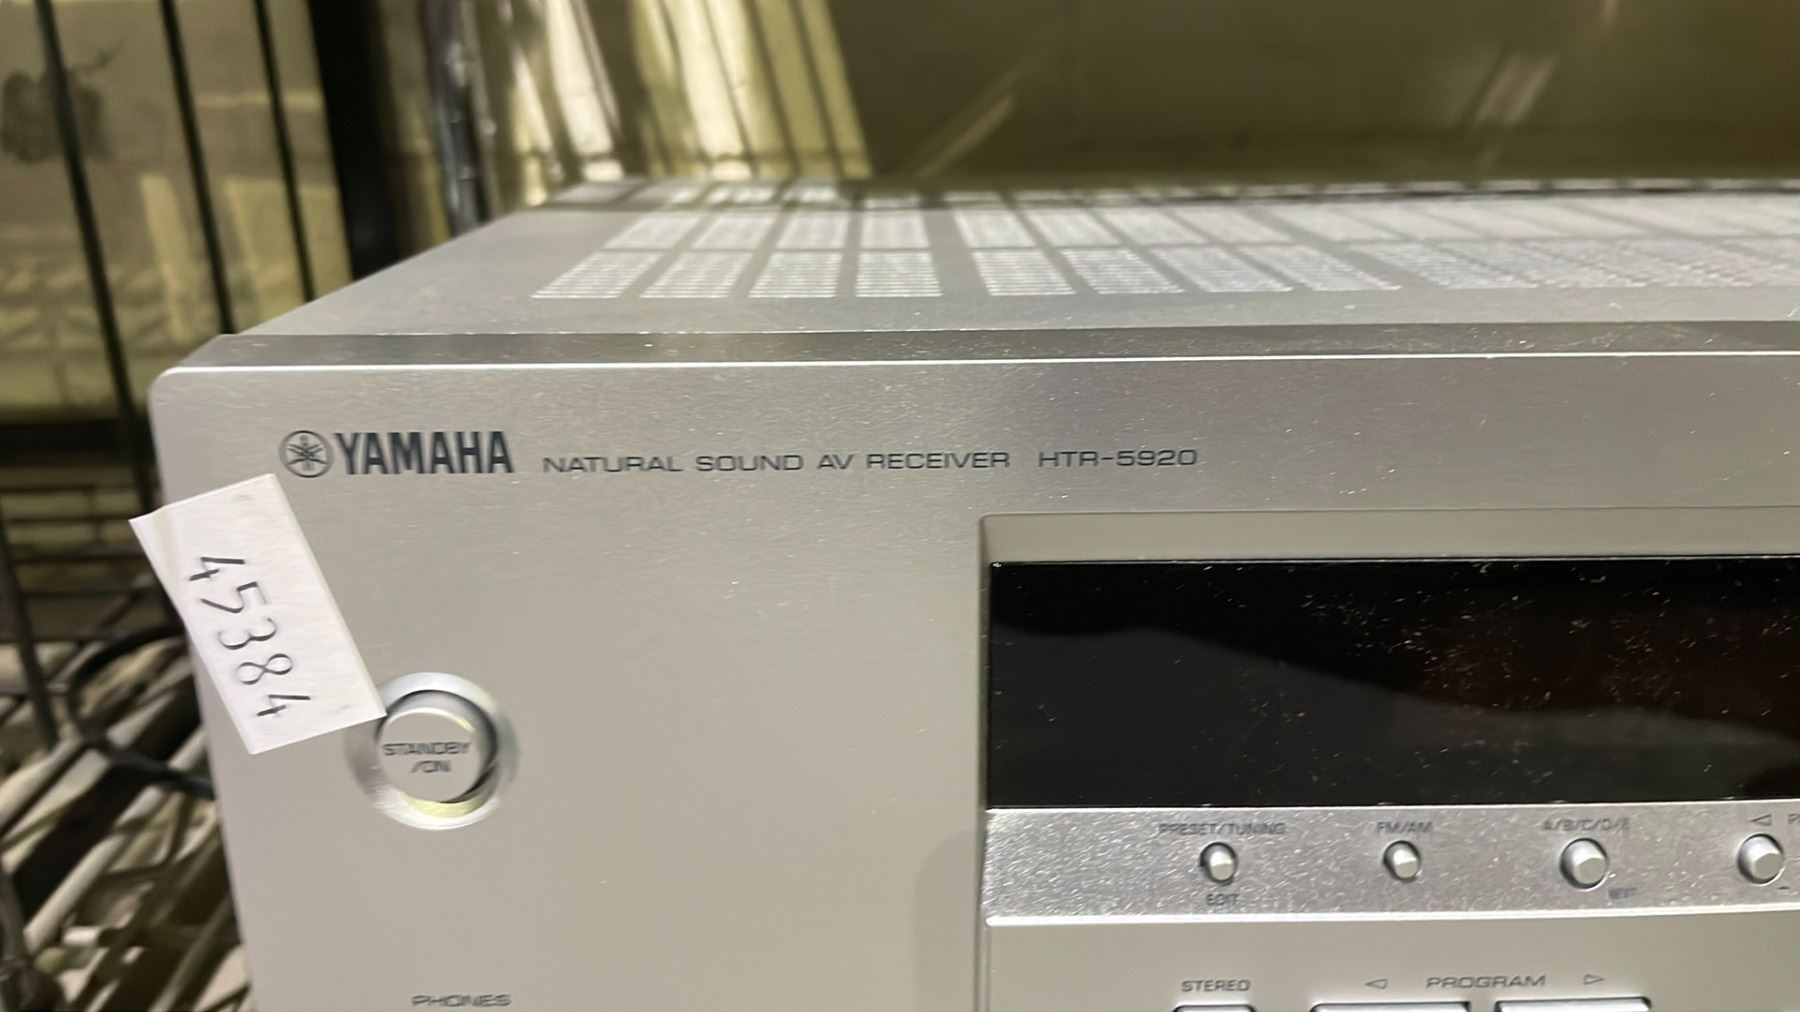 YAMAHA NATURAL SOUND AV RECEIVER HTR-5920
45384
STANDBY
/ON
PRESET/TUNING FM/AM A/B/C/D/E ◁
EDIT
STEREO ◁ PROGRAM ▷
PHONES